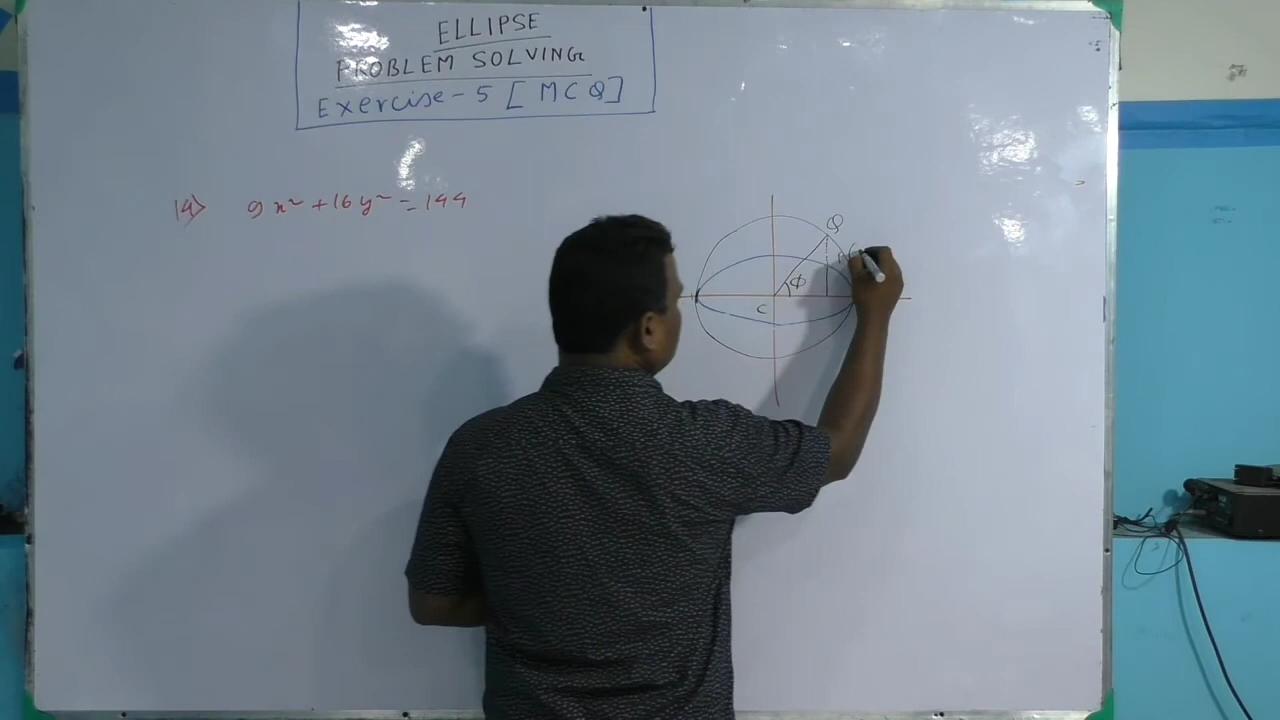 ELLIPSE
PROBLEM SOLVING
Exercise-5 [MCQ]
14> 9x² + 16y² = 144
Q
φ
C